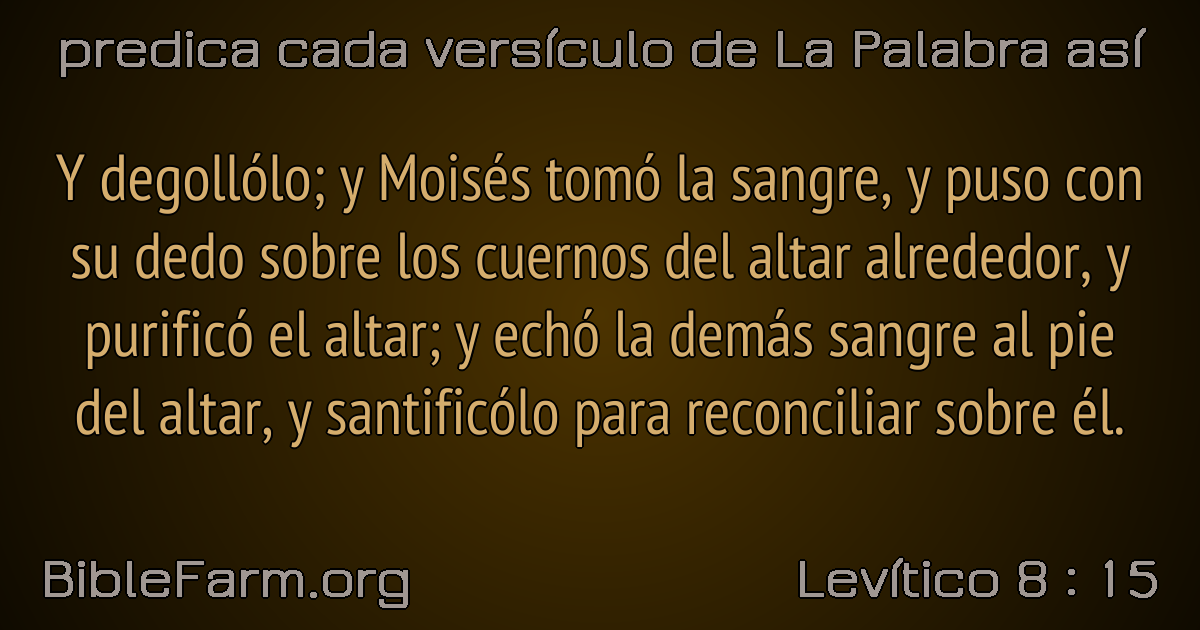 predica cada versículo de La Palabra así
Y degollólo; y Moisés tomó la sangre, y puso con
su dedo sobre los cuernos del altar alrededor, y
purificó el altar; y echó la demás sangre al pie
del altar, y santificólo para reconciliar sobre él.
BibleFarm.org
Levítico 8 : 15